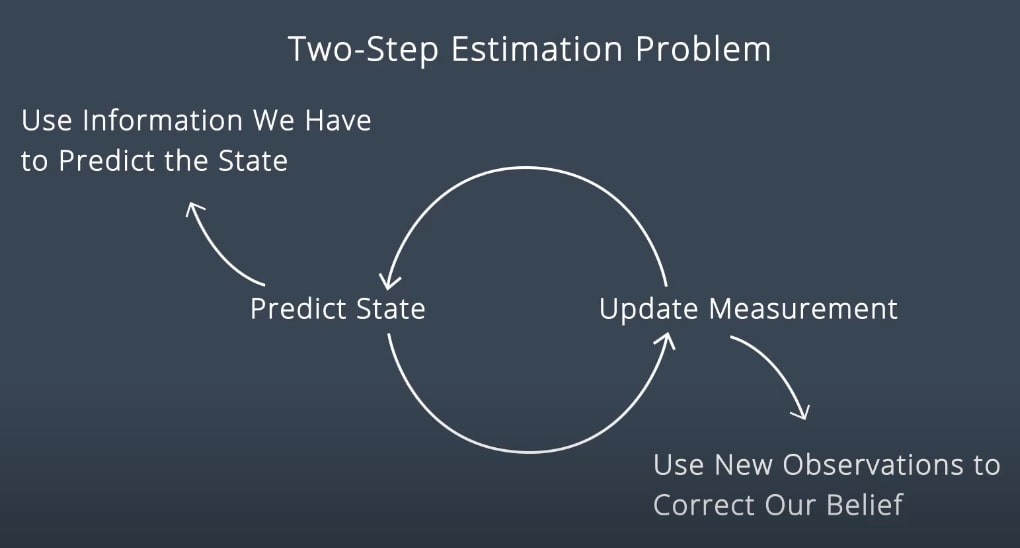 Two-Step Estimation Problem
Use Information We Have
to Predict the State
Predict State
Update Measurement
Use New Observations to
Correct Our Belief